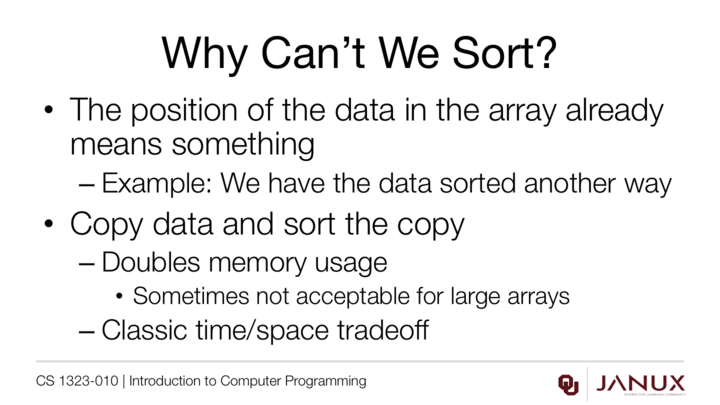 Why Can't We Sort?
• The position of the data in the array already
means something
– Example: We have the data sorted another way
• Copy data and sort the copy
– Doubles memory usage
• Sometimes not acceptable for large arrays
– Classic time/space tradeoff
CS 1323-010 | Introduction to Computer Programming
OU
JANUX
INTERACTIVE LEARNING COMMUNITY